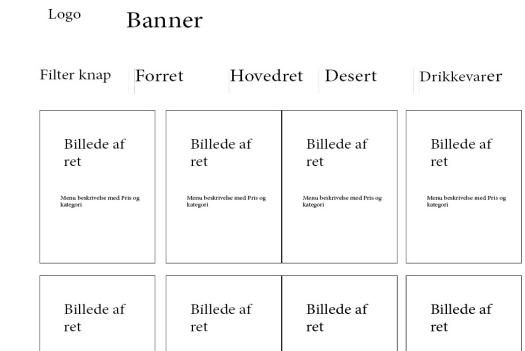 Logo
Banner
Filter knap
Forret
Hovedret
Desert
Drikkevarer
Billede af
ret
Menu beskrivelse med Pris og
kategori
Billede af
ret
Menu beskrivelse med Pris og
kategori
Billede af
ret
Menu beskrivelse med Pris og
kategori
Billede af
ret
Menu beskrivelse med Pris og
kategori
Billede af
ret
Billede af
ret
Billede af
ret
Billede af
ret